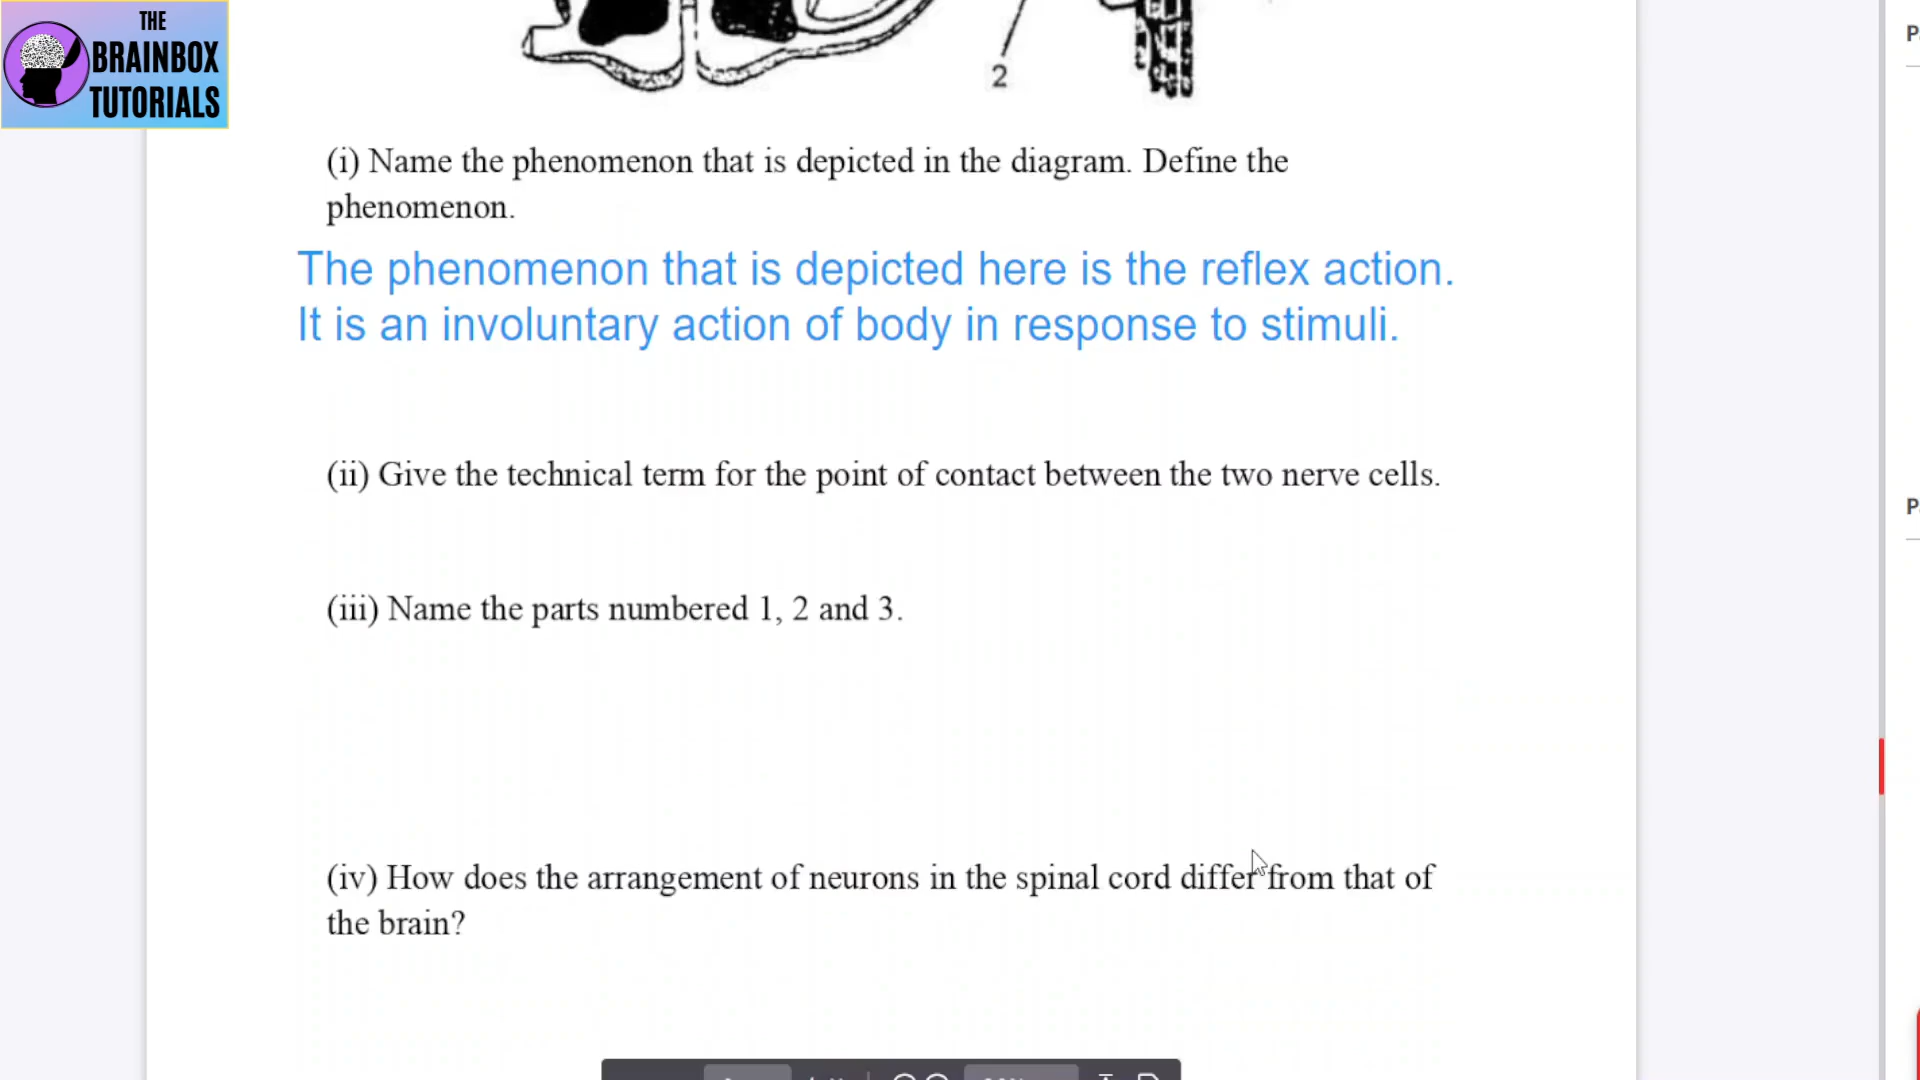 THE
BRAINBOX
TUTORIALS
2
(i) Name the phenomenon that is depicted in the diagram. Define the
phenomenon.
The phenomenon that is depicted here is the reflex action.
It is an involuntary action of body in response to stimuli.
(ii) Give the technical term for the point of contact between the two nerve cells.
(iii) Name the parts numbered 1, 2 and 3.
(iv) How does the arrangement of neurons in the spinal cord differ from that of
the brain?